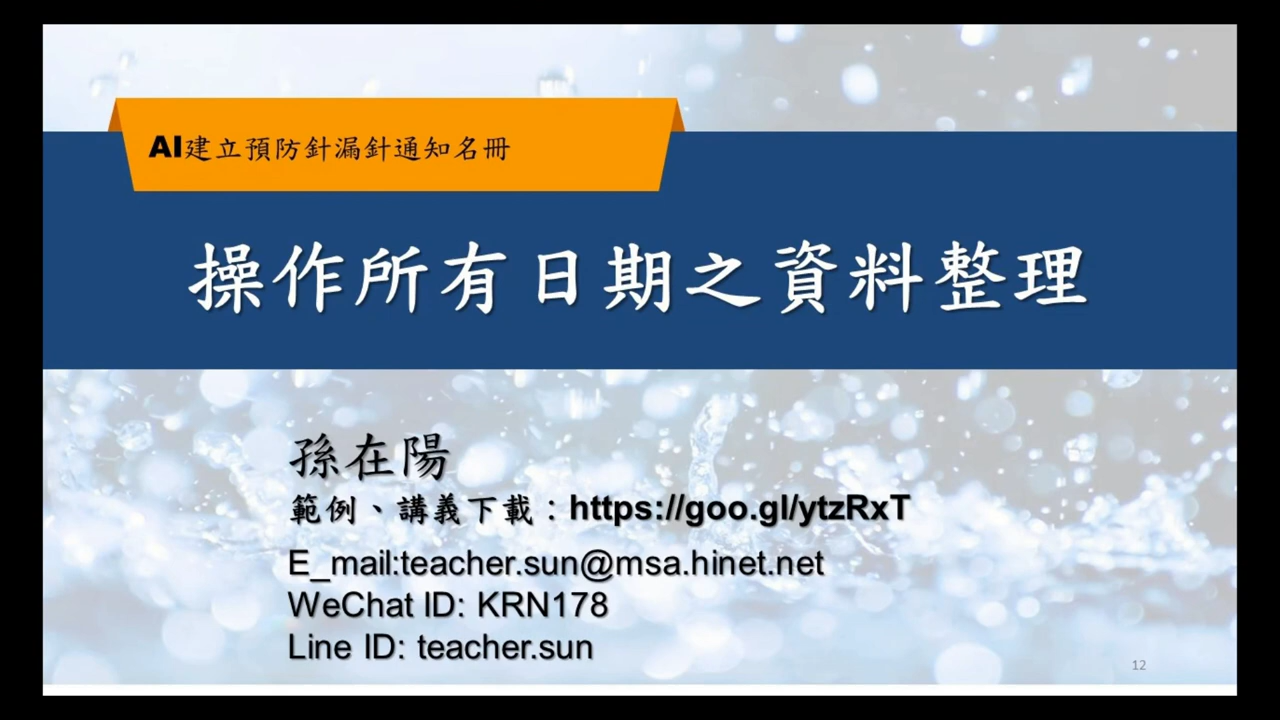 AI建立預防針漏針通知名冊
操作所有日期之資料整理
孫在陽
範例、講義下載：https://goo.gl/ytzRxT
E_mail:teacher.sun@msa.hinet.net
WeChat ID: KRN178
Line ID: teacher.sun
12